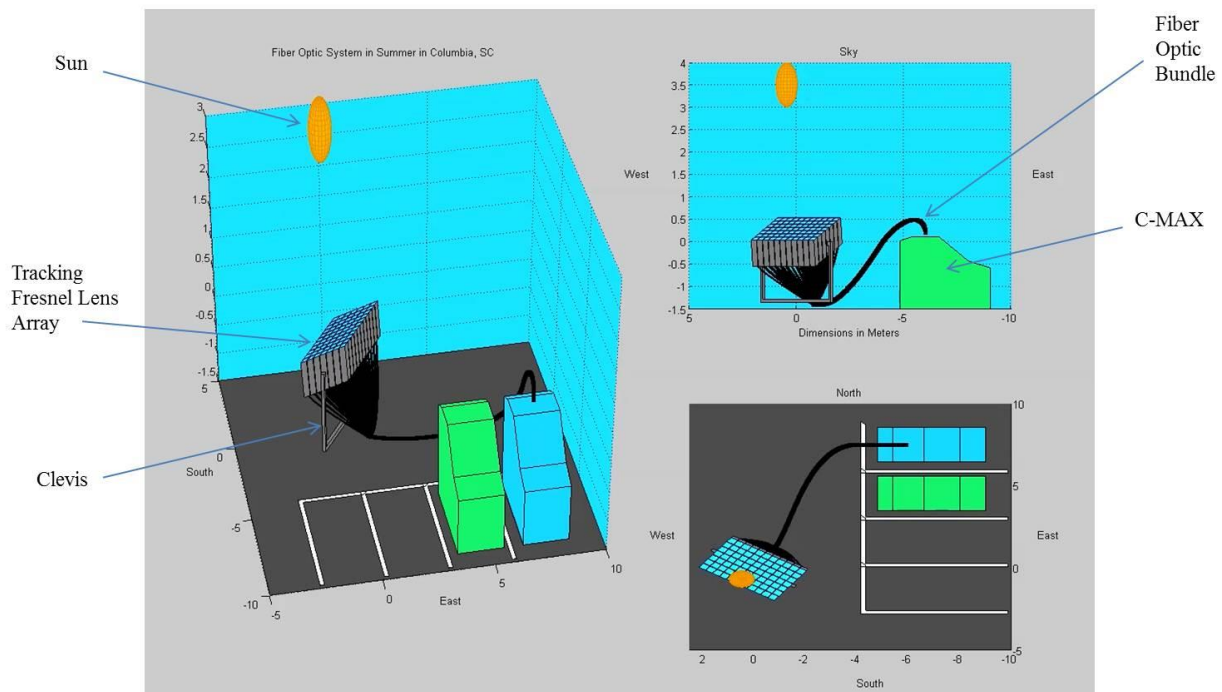 Sun
Tracking
Fresnel Lens
Array
Clevis
Fiber Optic System in Summer in Columbia, SC
3
2.5
2
1.5
1
0.5
0
-0.5
-1
-1.5
5
0
South
-5
-10
-5
0
East
5
10
Fiber
Optic
Bundle
C-MAX
Sky
4
3.5
3
2.5
2
1.5
1
0.5
0
-0.5
-1
-1.5
West
East
5
0
-5
-10
Dimensions in Meters
North
10
5
0
-5
West
East
2
0
-2
-4
-6
-8
-10
South